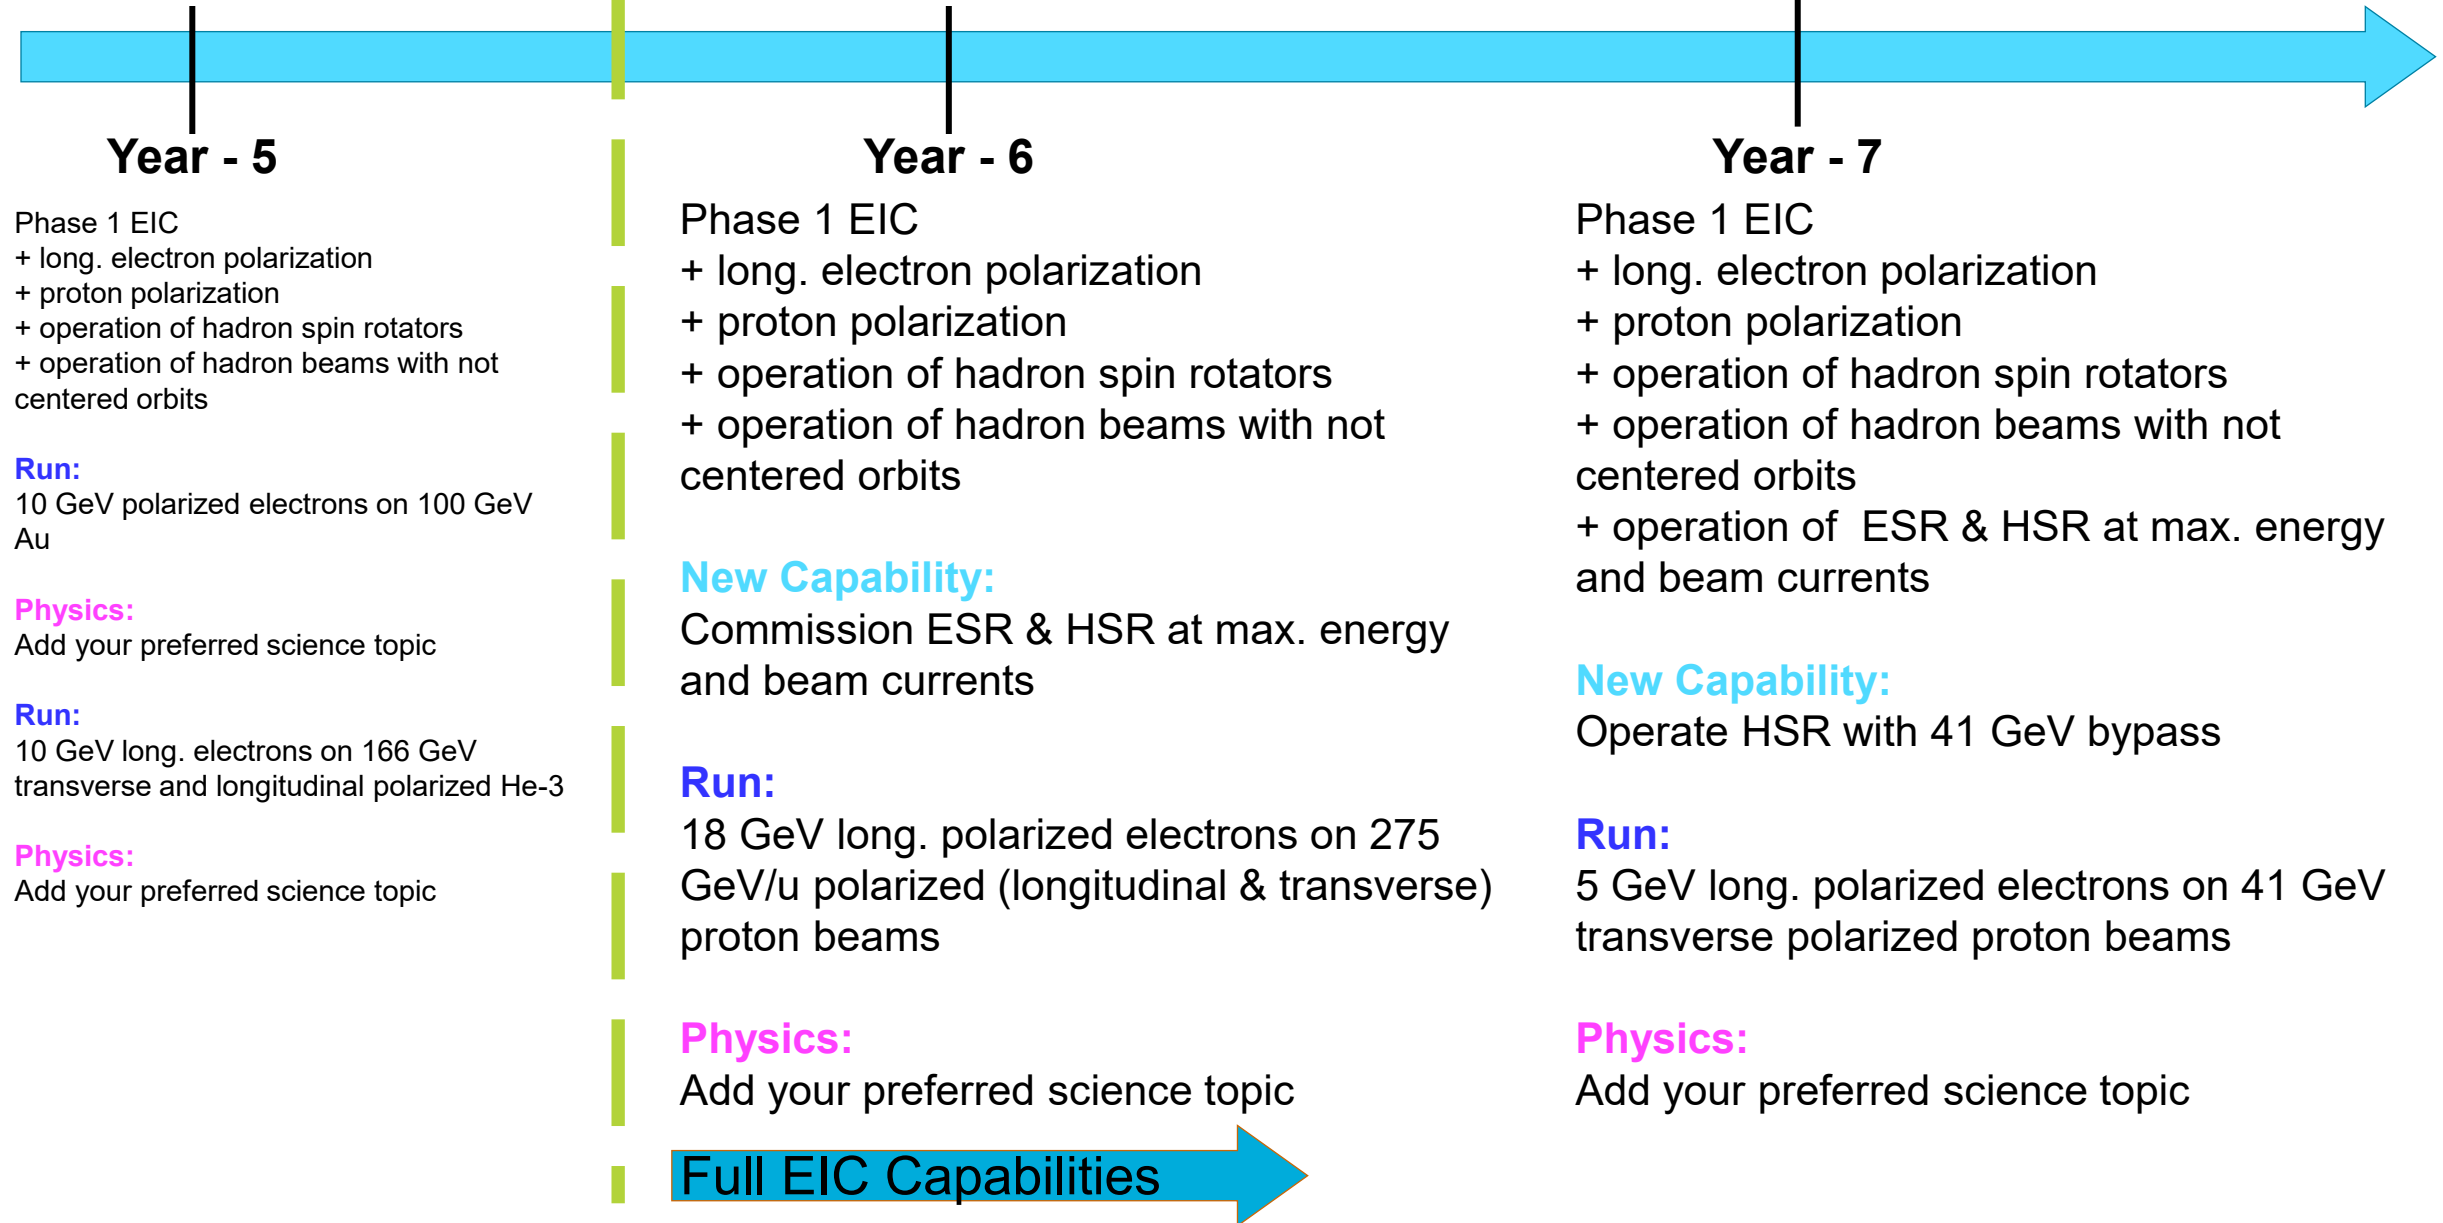 Year - 5
Phase 1 EIC
+ long. electron polarization
+ proton polarization
+ operation of hadron spin rotators
+ operation of hadron beams with not
centered orbits
Run:
10 GeV polarized electrons on 100 GeV
Au
Physics:
Add your preferred science topic
Run:
10 GeV long. electrons on 166 GeV
transverse and longitudinal polarized He-3
Physics:
Add your preferred science topic
Year - 6
Phase 1 EIC
+ long. electron polarization
+ proton polarization
+ operation of hadron spin rotators
+ operation of hadron beams with not
centered orbits
New Capability:
Commission ESR & HSR at max. energy
and beam currents
Run:
18 GeV long. polarized electrons on 275
GeV/u polarized (longitudinal & transverse)
proton beams
Physics:
Add your preferred science topic
Full EIC Capabilities
Year - 7
Phase 1 EIC
+ long. electron polarization
+ proton polarization
+ operation of hadron spin rotators
+ operation of hadron beams with not
centered orbits
+ operation of  ESR & HSR at max. energy
and beam currents
New Capability:
Operate HSR with 41 GeV bypass
Run:
5 GeV long. polarized electrons on 41 GeV
transverse polarized proton beams
Physics:
Add your preferred science topic